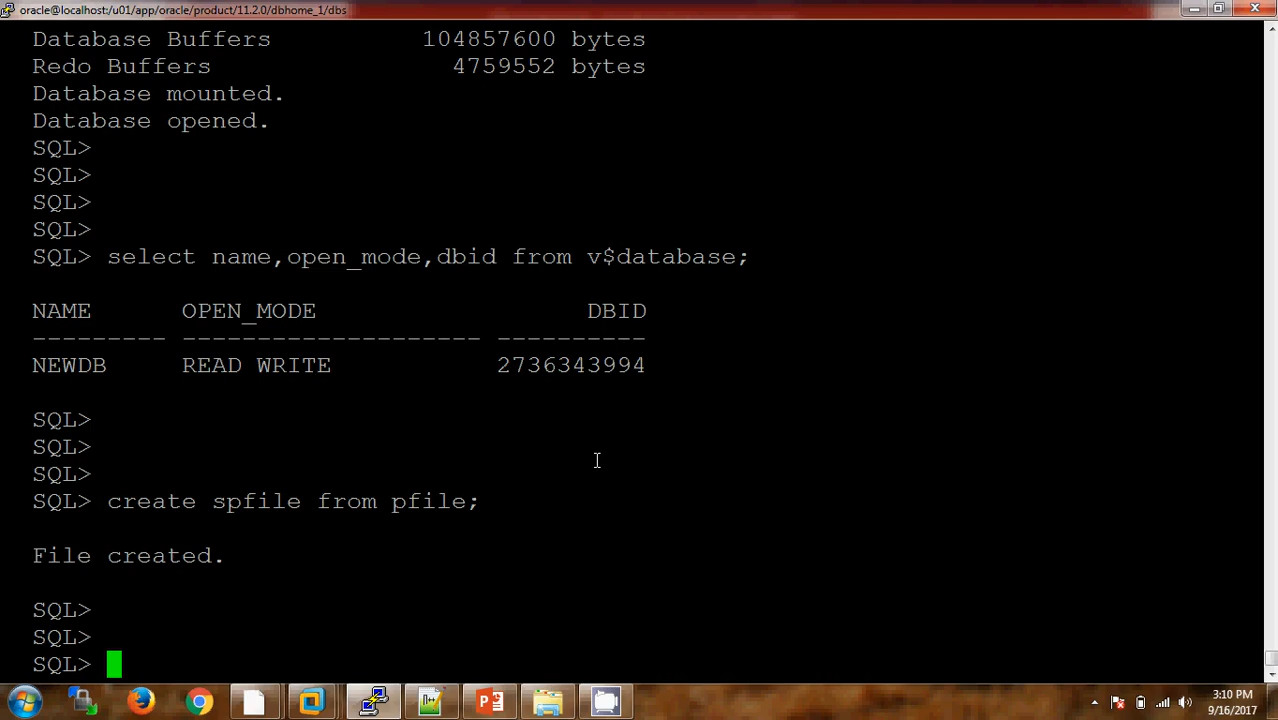 oracle@localhost:/u01/app/oracle/product/11.2.0/dbhome_1/dbs
Database Buffers 104857600 bytes
Redo Buffers 4759552 bytes
Database mounted.
Database opened.
SQL>
SQL>
SQL>
SQL>
SQL> select name,open_mode,dbid from v$database;
NAME OPEN_MODE DBID
--------- -------------------- ----------
NEWDB READ WRITE 2736343994
SQL>
SQL>
SQL>
SQL> create spfile from pfile;
File created.
SQL>
SQL>
SQL>
3:10 PM
9/16/2017